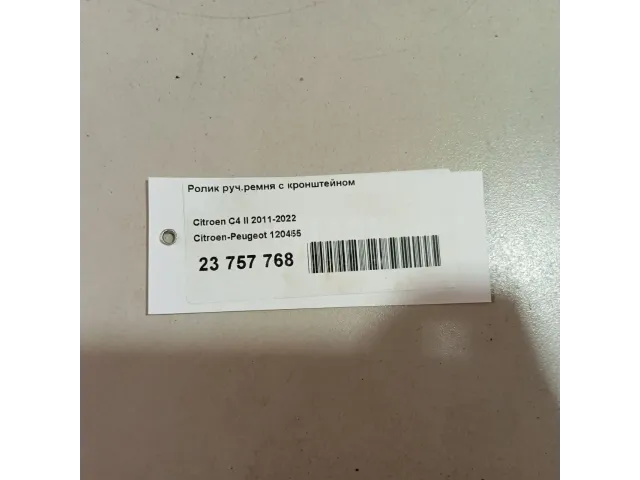 Ролик руч.ремня с кронштейном
Citroen C4 II 2011-2022
Citroen-Peugeot 120455
23 757 768